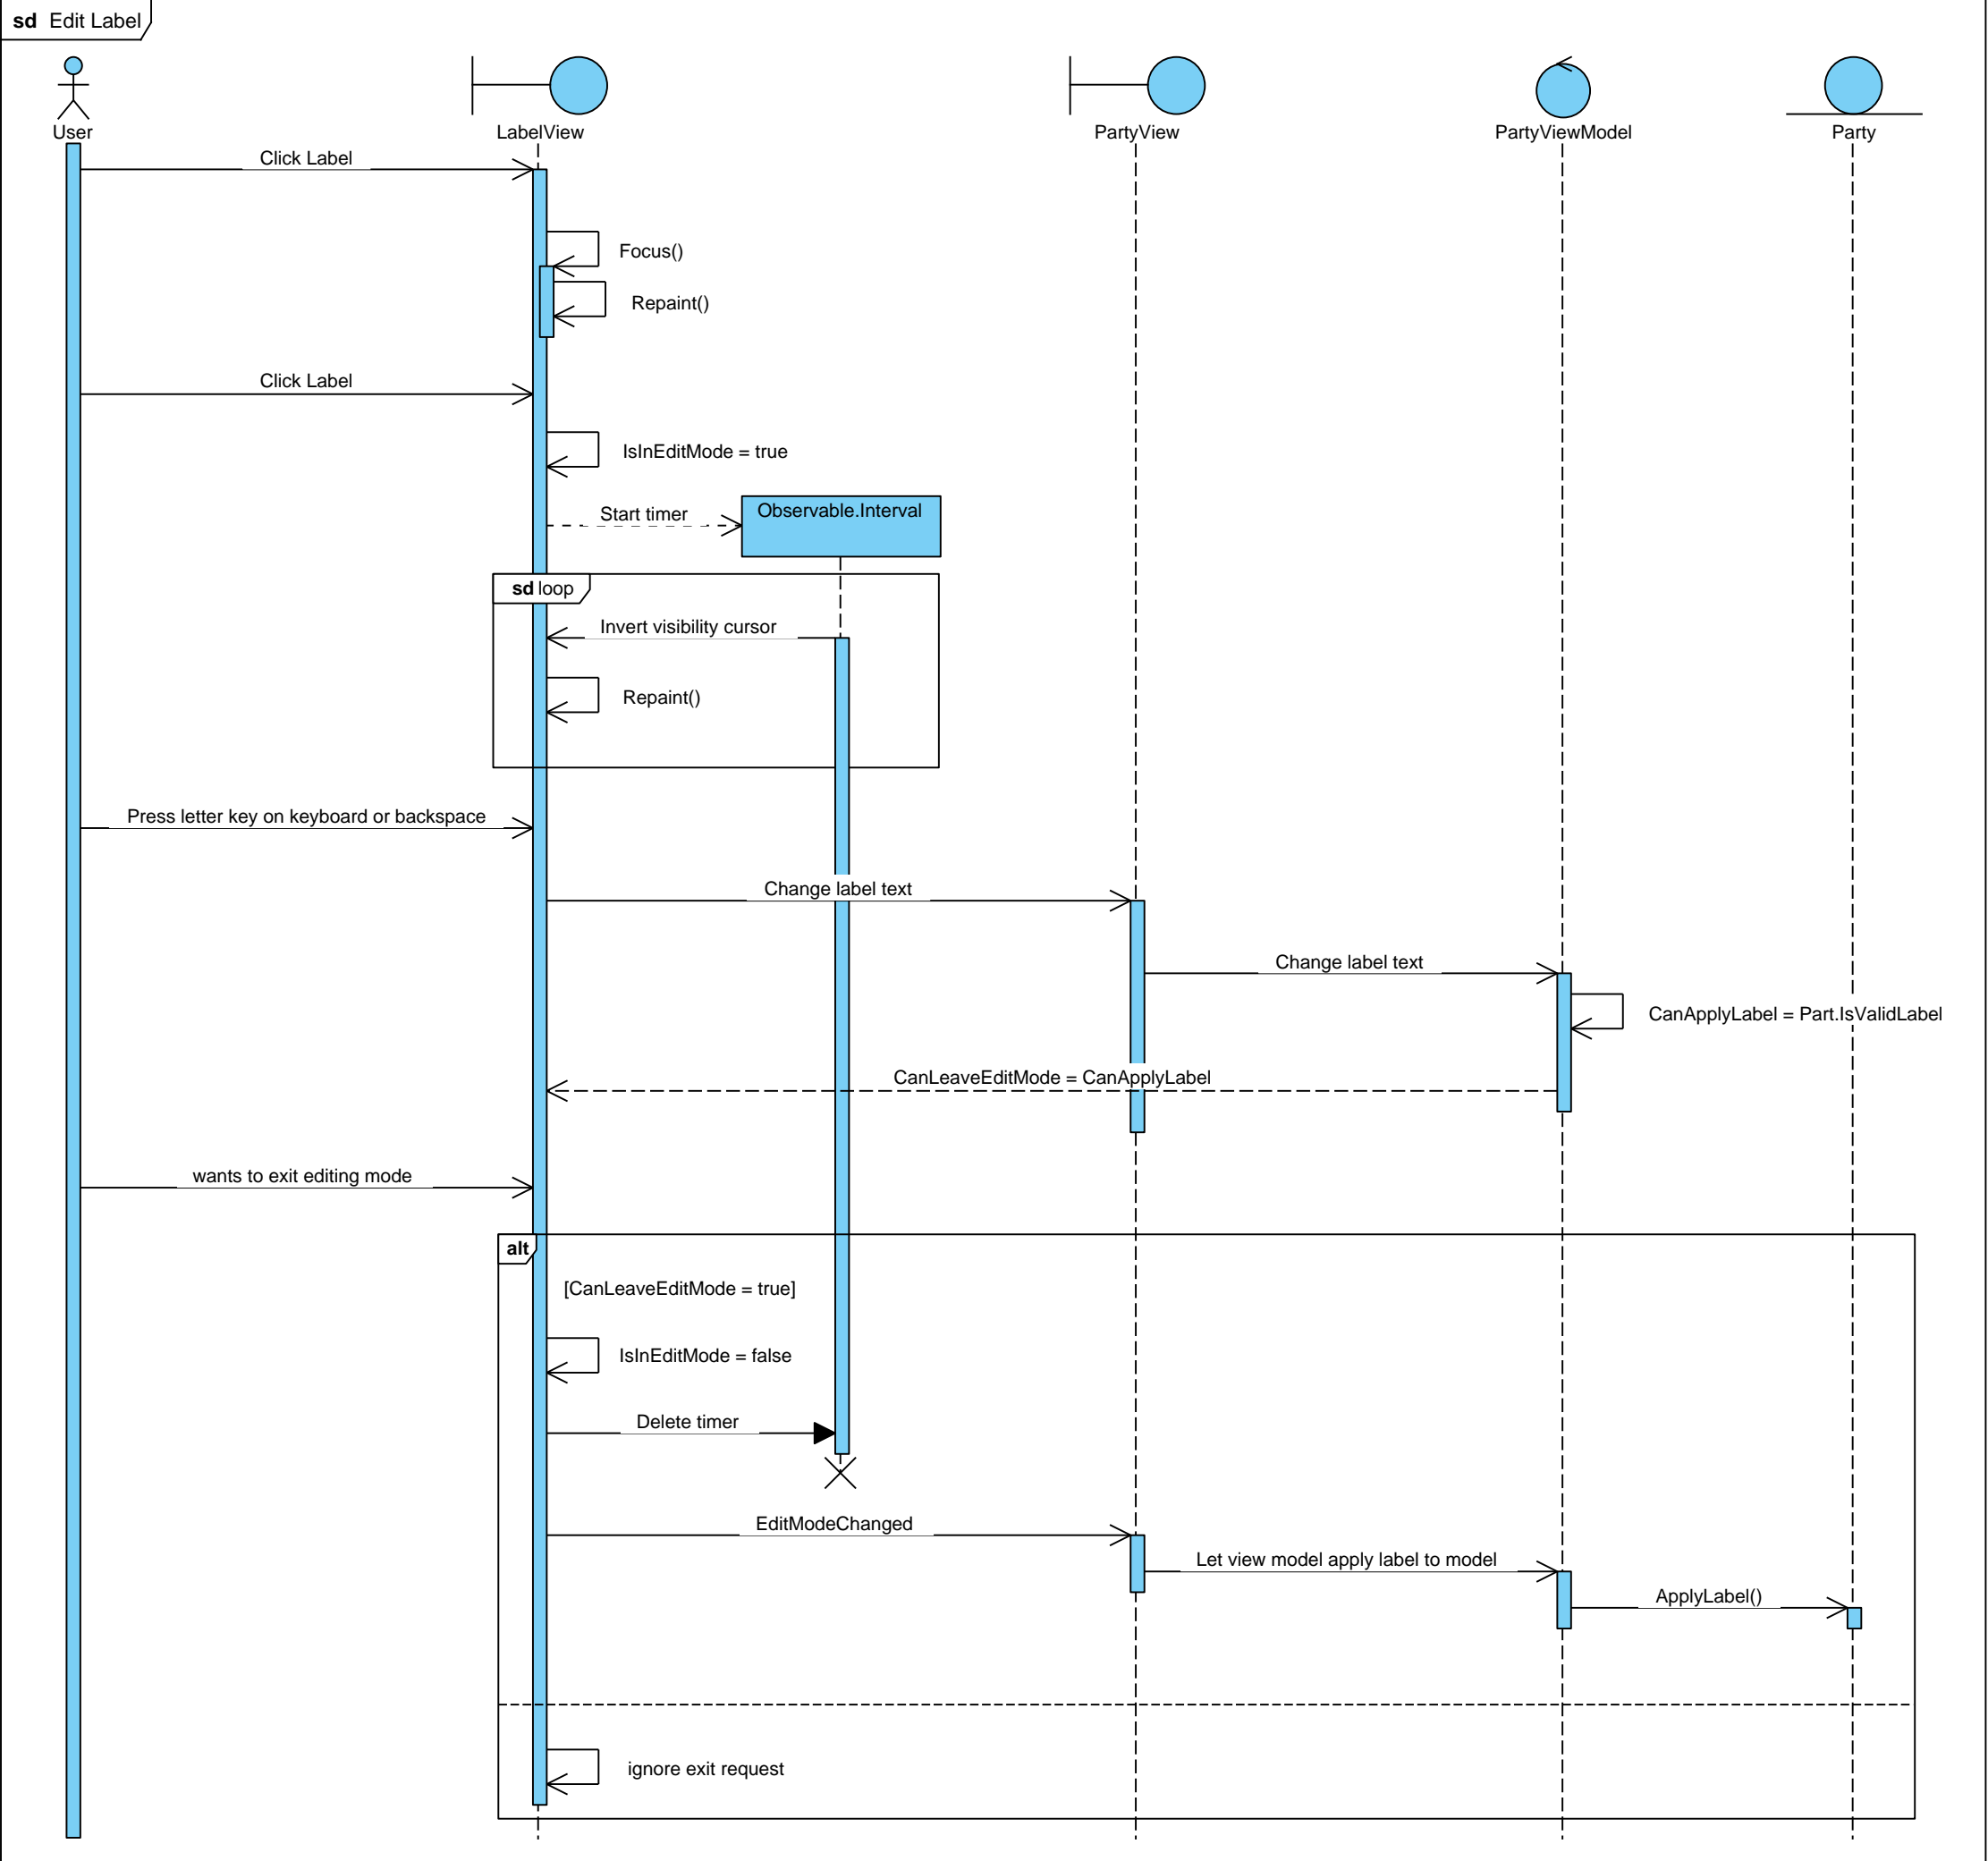 sd Edit Label
User
LabelView
PartyView
PartyViewModel
Party
Click Label
Focus()
Repaint()
Click Label
IsInEditMode = true
Start timer
Observable.Interval
sd loop
Invert visibility cursor
Repaint()
Press letter key on keyboard or backspace
Change label text
Change label text
CanApplyLabel = Part.IsValidLabel
CanLeaveEditMode = CanApplyLabel
wants to exit editing mode
alt
[CanLeaveEditMode = true]
IsInEditMode = false
Delete timer
EditModeChanged
Let view model apply label to model
ApplyLabel()
ignore exit request